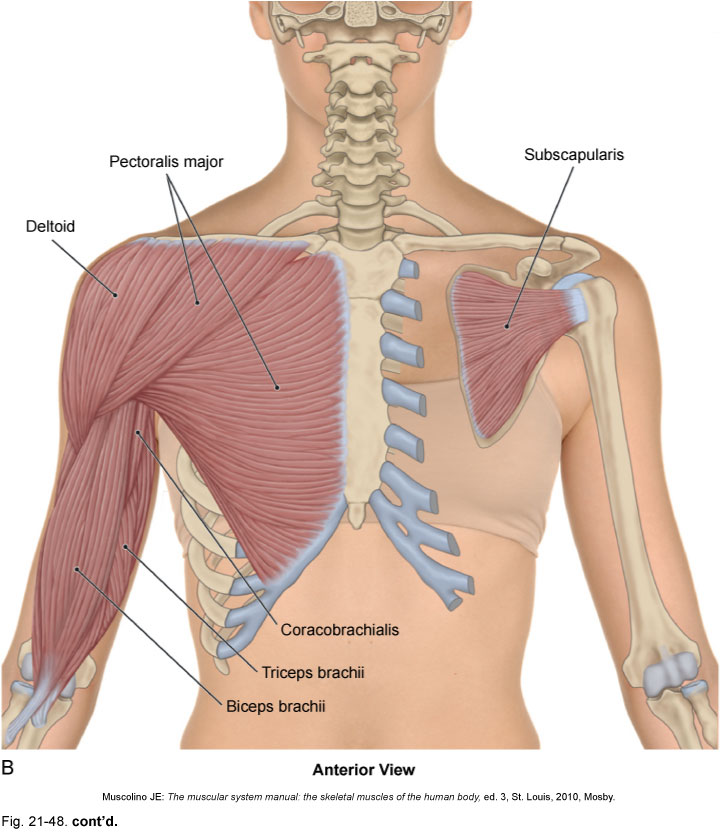 Pectoralis major
Subscapularis
Deltoid
Coracobrachialis
Triceps brachii
Biceps brachii
B
Anterior View
Muscolino JE: The muscular system manual: the skeletal muscles of the human body, ed. 3, St. Louis, 2010, Mosby.
Fig. 21-48. cont'd.